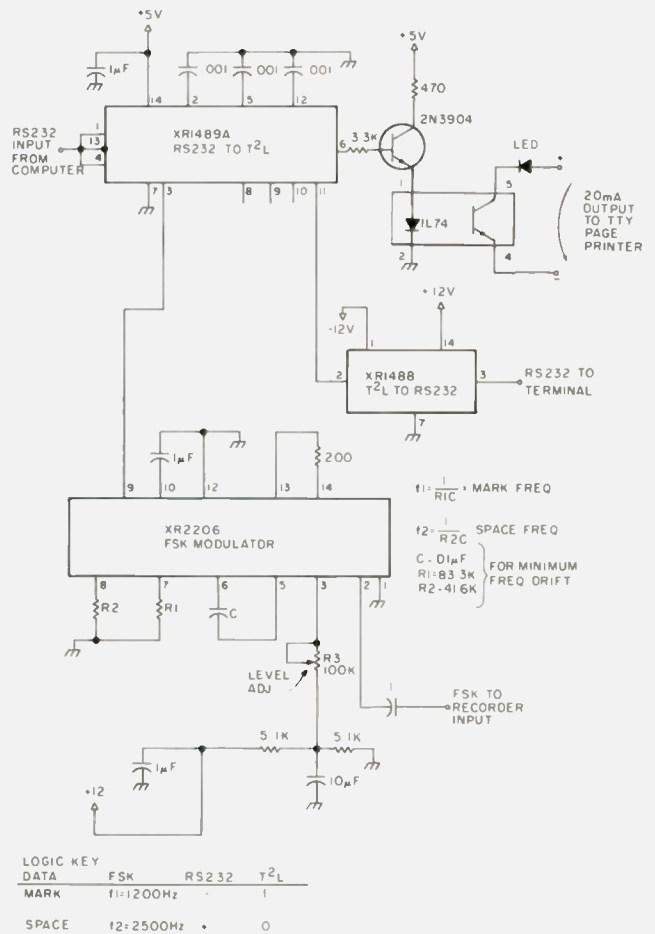 +5V
1µF
001
001
001
+5V
470
2N3904
14
2
5
12
RS232
INPUT
FROM
COMPUTER
1
13
4
XR1489A
RS232 TO T²L
6
3.3K
7
3
8
9
10
11
1
1L74
2
LED
5
4
+
-
20mA
OUTPUT
TO TTY
PAGE
PRINTER
-12V
+12V
1
14
2
XR1488
T²L TO RS232
3
RS232 TO
TERMINAL
7
1µF
200
9
10
12
13
14
XR2206
FSK MODULATOR
8
7
6
5
3
2
1
R2
R1
C
f1=1/R1C = MARK FREQ
f2=1/R2C SPACE FREQ
C-.01µF
R1=83.3K
R2-41.6K
FOR MINIMUM
FREQ DRIFT
R3
100K
LEVEL
ADJ
1
FSK TO
RECORDER
INPUT
5 1K
5 1K
1µF
10µF
+12
LOGIC KEY
DATA FSK RS232 T²L
MARK f1=1200Hz - 1
SPACE f2=2500Hz + 0